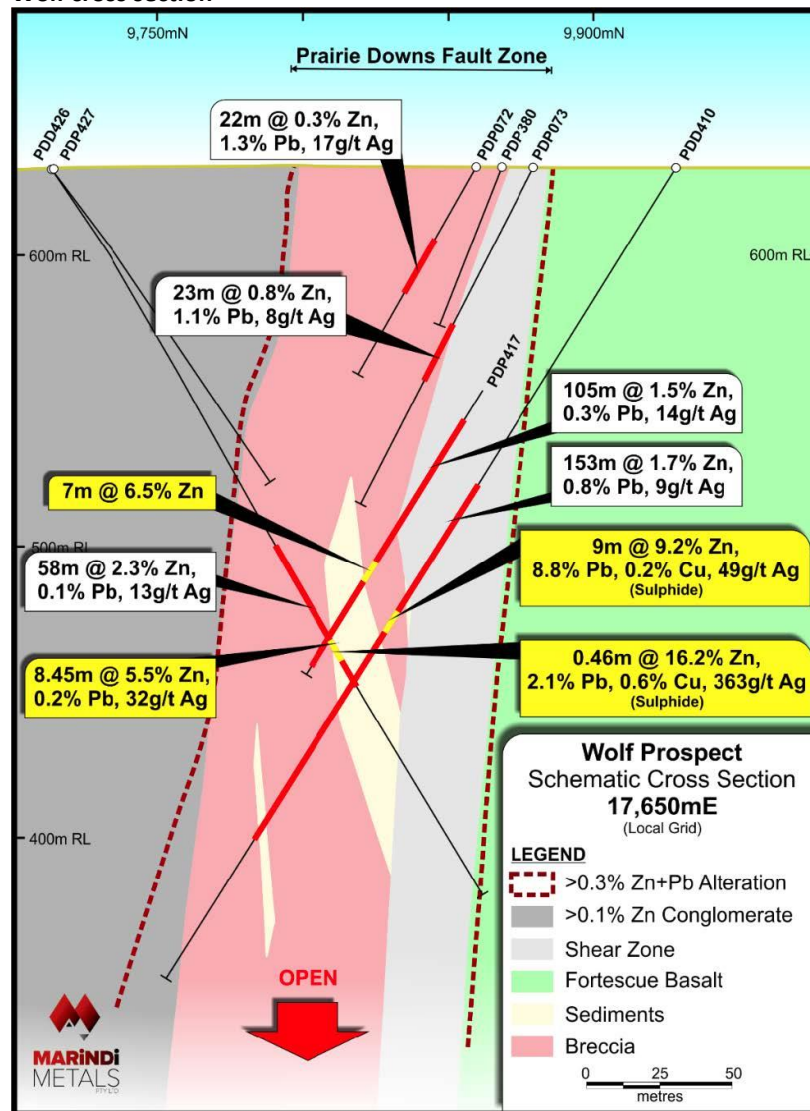 9,750mN
9,900mN
Prairie Downs Fault Zone
PDD426
PDP427
PDP072
PDP380
PDP073
PDD410
22m @ 0.3% Zn,
1.3% Pb, 17g/t Ag
600m RL
600m RL
23m @ 0.8% Zn,
1.1% Pb, 8g/t Ag
PDP417
105m @ 1.5% Zn,
0.3% Pb, 14g/t Ag
153m @ 1.7% Zn,
0.8% Pb, 9g/t Ag
7m @ 6.5% Zn
500m RL
9m @ 9.2% Zn,
8.8% Pb, 0.2% Cu, 49g/t Ag
(Sulphide)
58m @ 2.3% Zn,
0.1% Pb, 13g/t Ag
8.45m @ 5.5% Zn,
0.2% Pb, 32g/t Ag
0.46m @ 16.2% Zn,
2.1% Pb, 0.6% Cu, 363g/t Ag
(Sulphide)
400m RL
Wolf Prospect
Schematic Cross Section
17,650mE
(Local Grid)
LEGEND
>0.3% Zn+Pb Alteration
>0.1% Zn Conglomerate
Shear Zone
Fortescue Basalt
Sediments
Breccia
0 25 50
metres
OPEN
MARiNDi
METALS
PTY LTD